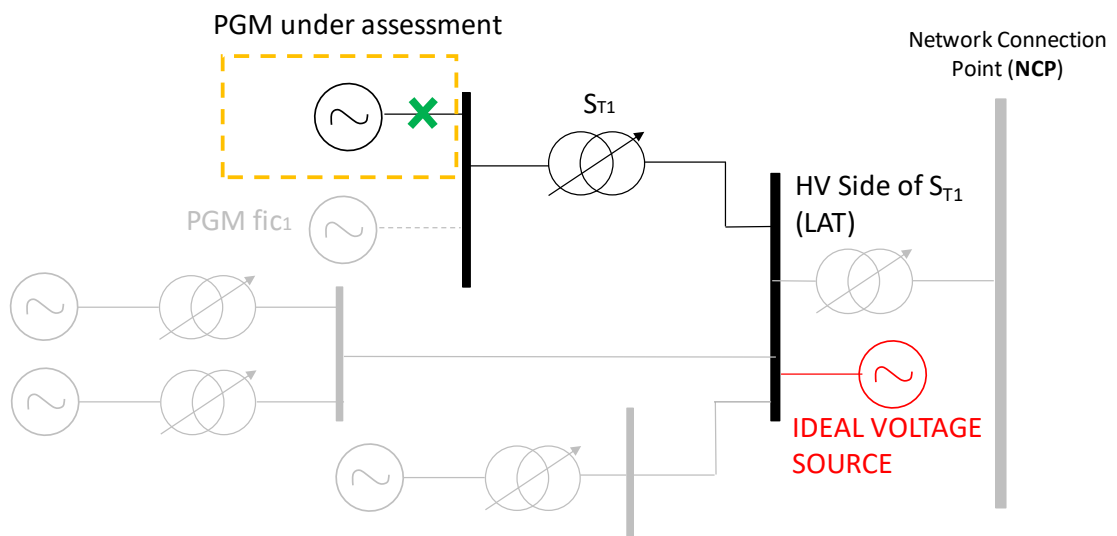 PGM under assessment
Network Connection
Point (NCP)
ST1
HV Side of ST1
(LAT)
PGM fic1
IDEAL VOLTAGE
SOURCE